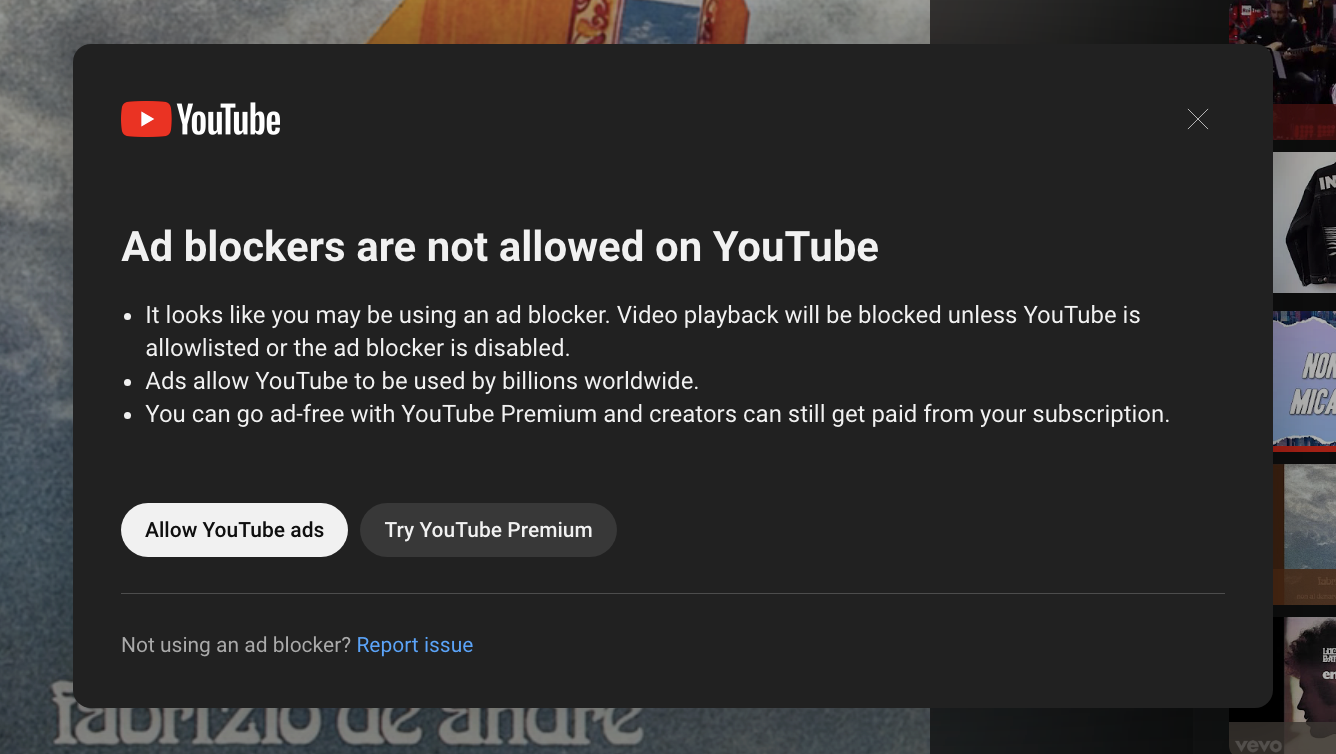 YouTube
Ad blockers are not allowed on YouTube
It looks like you may be using an ad blocker. Video playback will be blocked unless YouTube is
allowlisted or the ad blocker is disabled.
Ads allow YouTube to be used by billions worldwide.
You can go ad-free with YouTube Premium and creators can still get paid from your subscription.
Allow YouTube ads
Try YouTube Premium
Not using an ad blocker? Report issue
fabrizio de andré
Rai
vevo